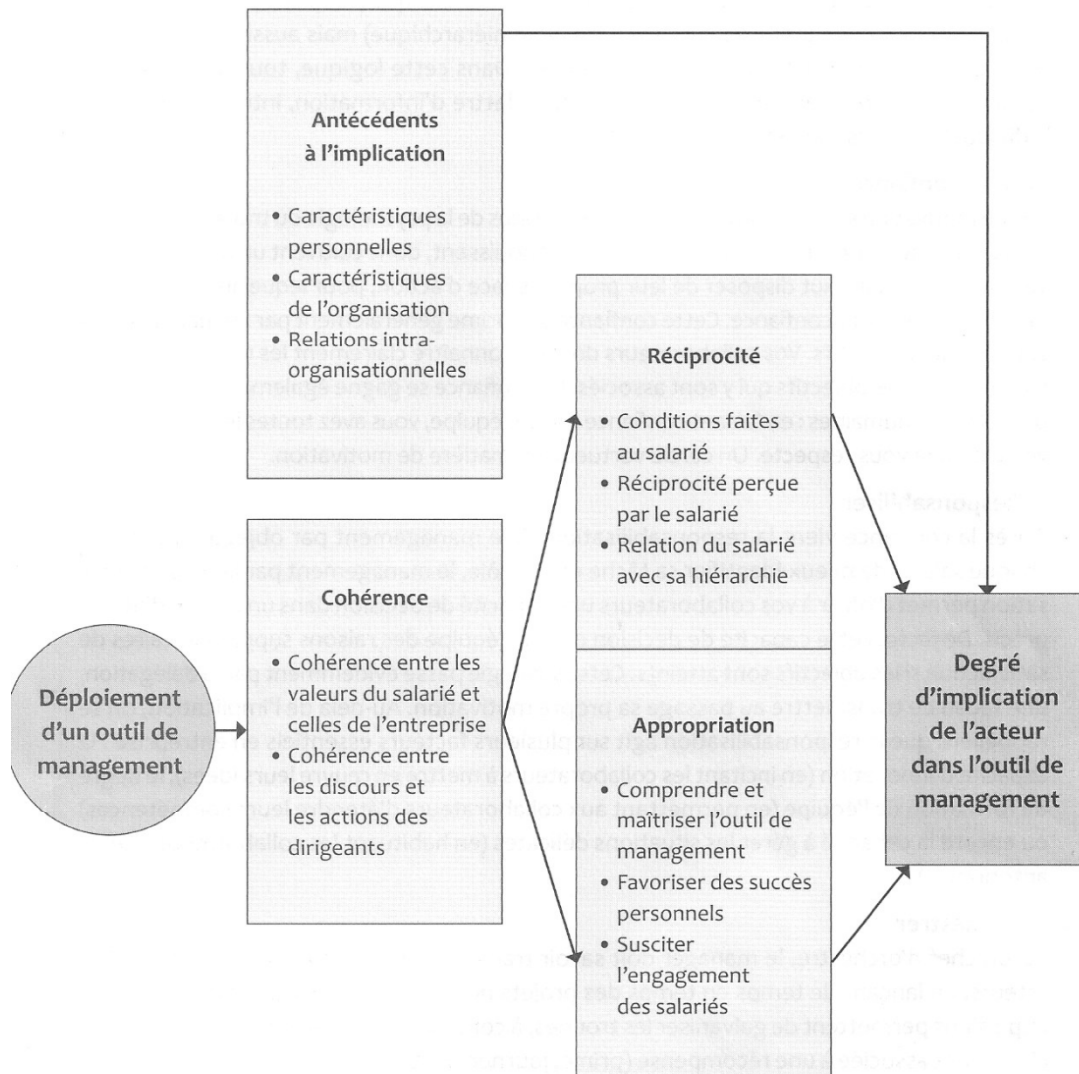 Antécédents
à l'implication
• Caractéristiques
personnelles
• Caractéristiques
de l'organisation
• Relations intra-
organisationnelles
Cohérence
• Cohérence entre les
valeurs du salarié et
celles de l'entreprise
• Cohérence entre
les discours et
les actions des
dirigeants
Déploiement
d'un outil de
management
Réciprocité
• Conditions faites
au salarié
• Réciprocité perçue
par le salarié
• Relation du salarié
avec sa hiérarchie
Appropriation
• Comprendre et
maîtriser l'outil de
management
• Favoriser des succès
personnels
• Susciter
l'engagement
des salariés
Degré
d'implication
de l'acteur
dans l'outil de
management